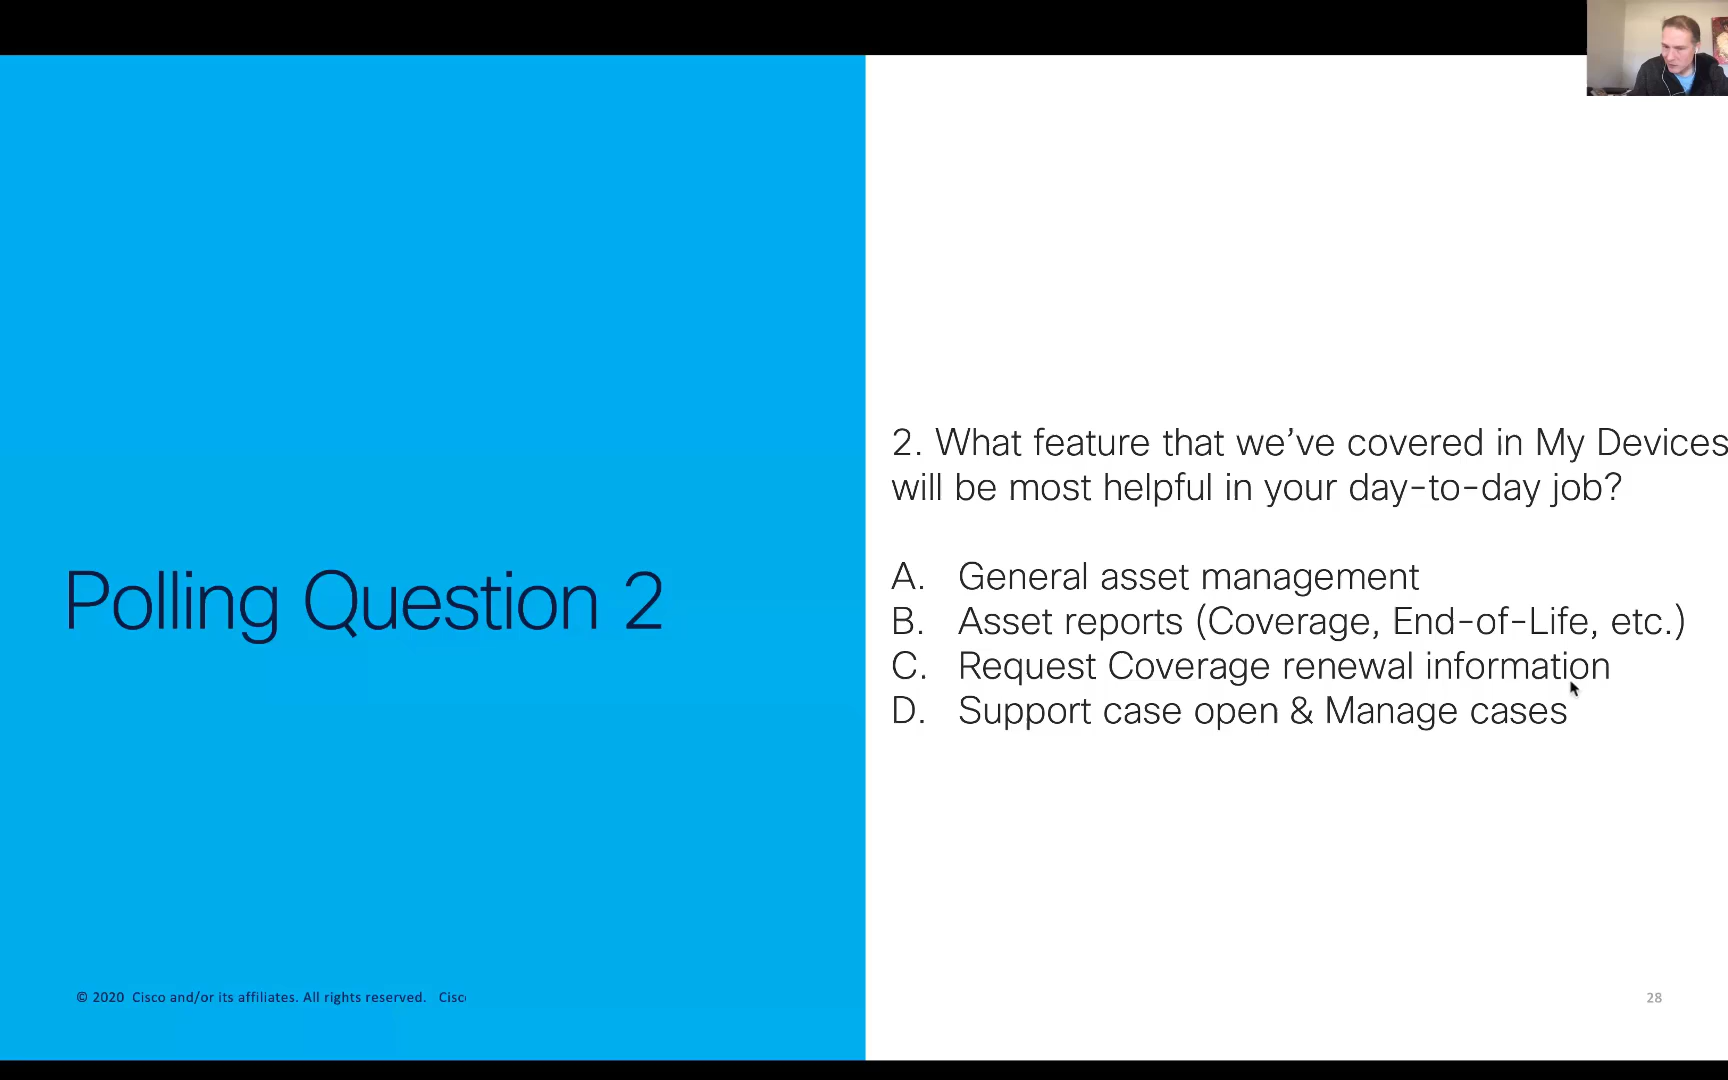 Polling Question 2
2. What feature that we’ve covered in My Devices
will be most helpful in your day-to-day job?
A. General asset management
B. Asset reports (Coverage, End-of-Life, etc.)
C. Request Coverage renewal information
D. Support case open & Manage cases
© 2020 Cisco and/or its affiliates. All rights reserved. Cisc
28